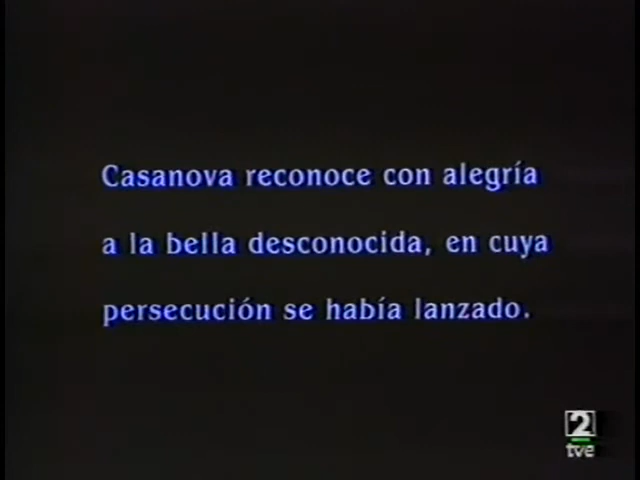 Casanova reconoce con alegría
a la bella desconocida, en cuya
persecución se había lanzado.
2
tve